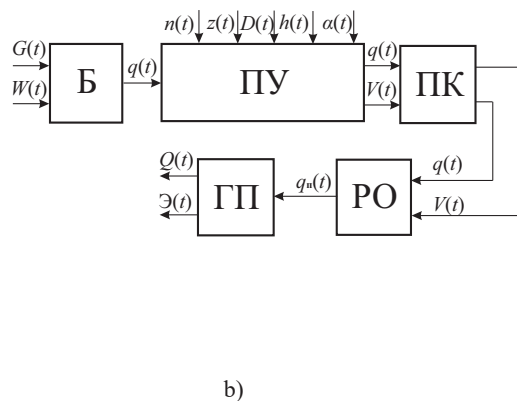 n(t) z(t) D(t) h(t) α(t)
G(t) W(t) Б q(t) ПУ q(t) V(t) ПК
Q(t) Э(t) ГП qп(t) РО q(t) V(t)
b)